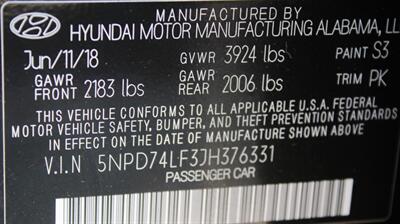 MANUFACTURED BY
HYUNDAI MOTOR MANUFACTURING ALABAMA, LL
Jun/11/18 GVWR 3924 lbs PAINT S3
GAWR FRONT 2183 lbs GAWR REAR 2006 lbs TRIM PK
THIS VEHICLE CONFORMS TO ALL APPLICABLE U.S.A. FEDERAL
MOTOR VEHICLE SAFETY, BUMPER, AND THEFT PREVENTION STANDARDS
IN EFFECT ON THE DATE OF MANUFACTURE SHOWN ABOVE.
V.I.N 5NPD74LF3JH376331
PASSENGER CAR